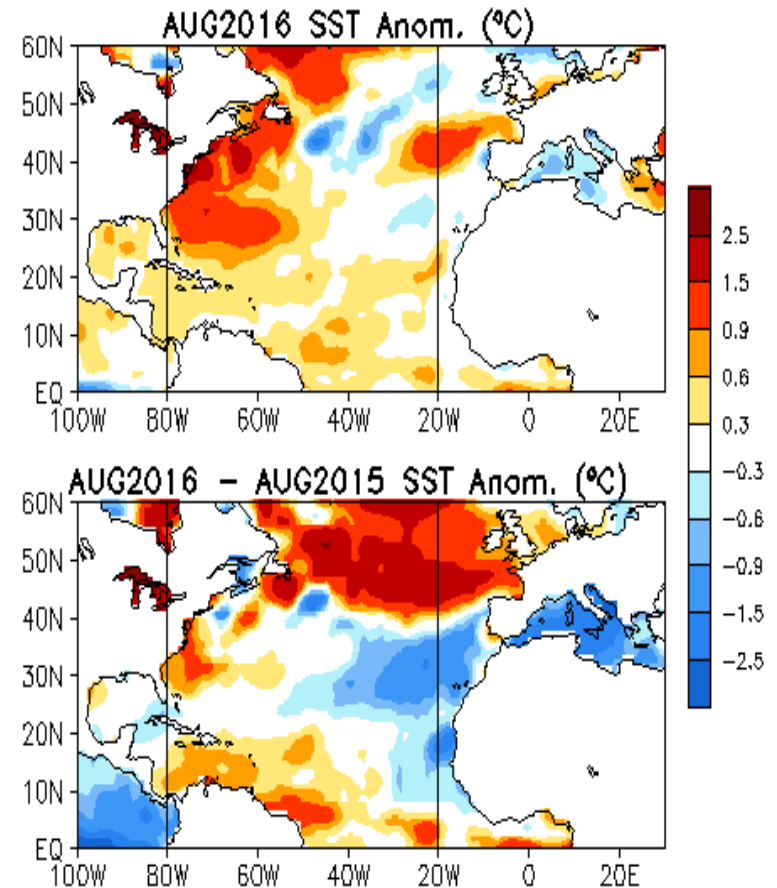 AUG2016 SST Anom. (°C)
60N
50N
40N
30N
20N
10N
EQ
100W 80W 60W 40W 20W 0 20E
2.5
1.5
0.9
0.6
0.3
-0.3
-0.6
-0.9
-1.5
-2.5
AUG2016 - AUG2015 SST Anom. (°C)
60N
50N
40N
30N
20N
10N
EQ
100W 80W 60W 40W 20W 0 20E